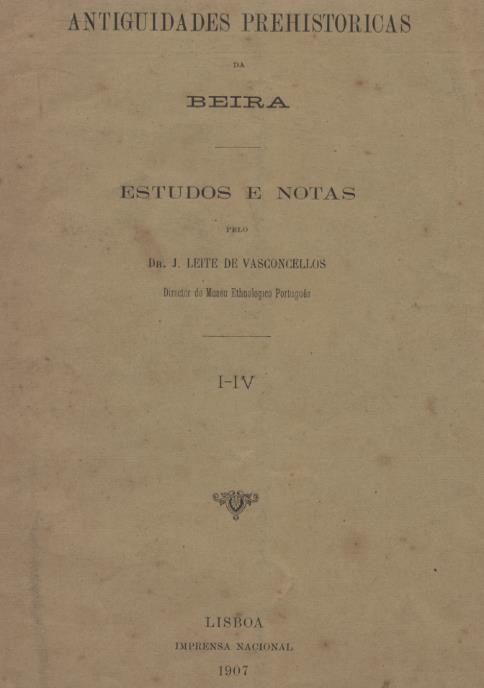 ANTIGUIDADES PREHISTORICAS
DA
BEIRA
ESTUDOS E NOTAS
PELO
DR. J. LEITE DE VASCONCELLOS
Director do Museu Ethnologico Português
I-IV
LISBOA
IMPRENSA NACIONAL
1907